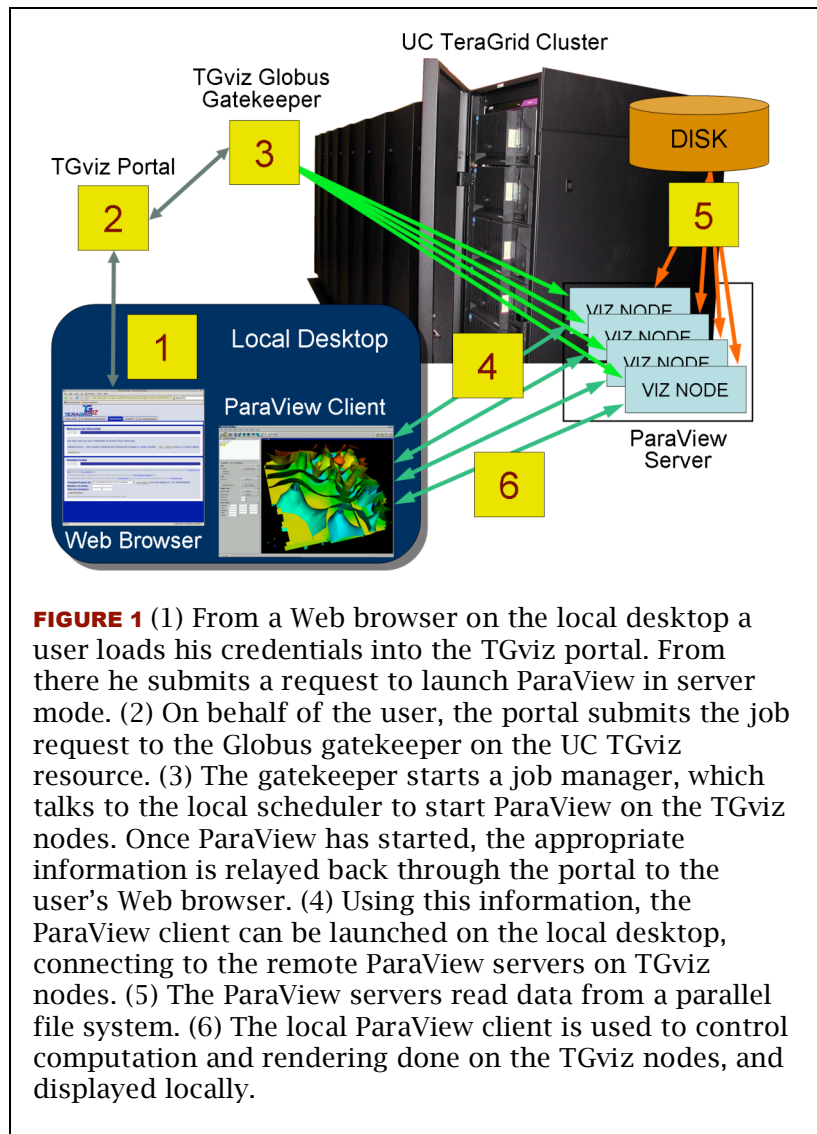 UC TeraGrid Cluster
TGviz Globus
Gatekeeper
3
DISK
TGviz Portal
2
5
1
Local Desktop
4
VIZ NODE
VIZ NODE
VIZ NODE
VIZ NODE
ParaView Client
ParaView
Server
6
TERAGRID
Web Browser
FIGURE 1 (1) From a Web browser on the local desktop a
user loads his credentials into the TGviz portal. From
there he submits a request to launch ParaView in server
mode. (2) On behalf of the user, the portal submits the job
request to the Globus gatekeeper on the UC TGviz
resource. (3) The gatekeeper starts a job manager, which
talks to the local scheduler to start ParaView on the TGviz
nodes. Once ParaView has started, the appropriate
information is relayed back through the portal to the
user’s Web browser. (4) Using this information, the
ParaView client can be launched on the local desktop,
connecting to the remote ParaView servers on TGviz
nodes. (5) The ParaView servers read data from a parallel
file system. (6) The local ParaView client is used to control
computation and rendering done on the TGviz nodes, and
displayed locally.